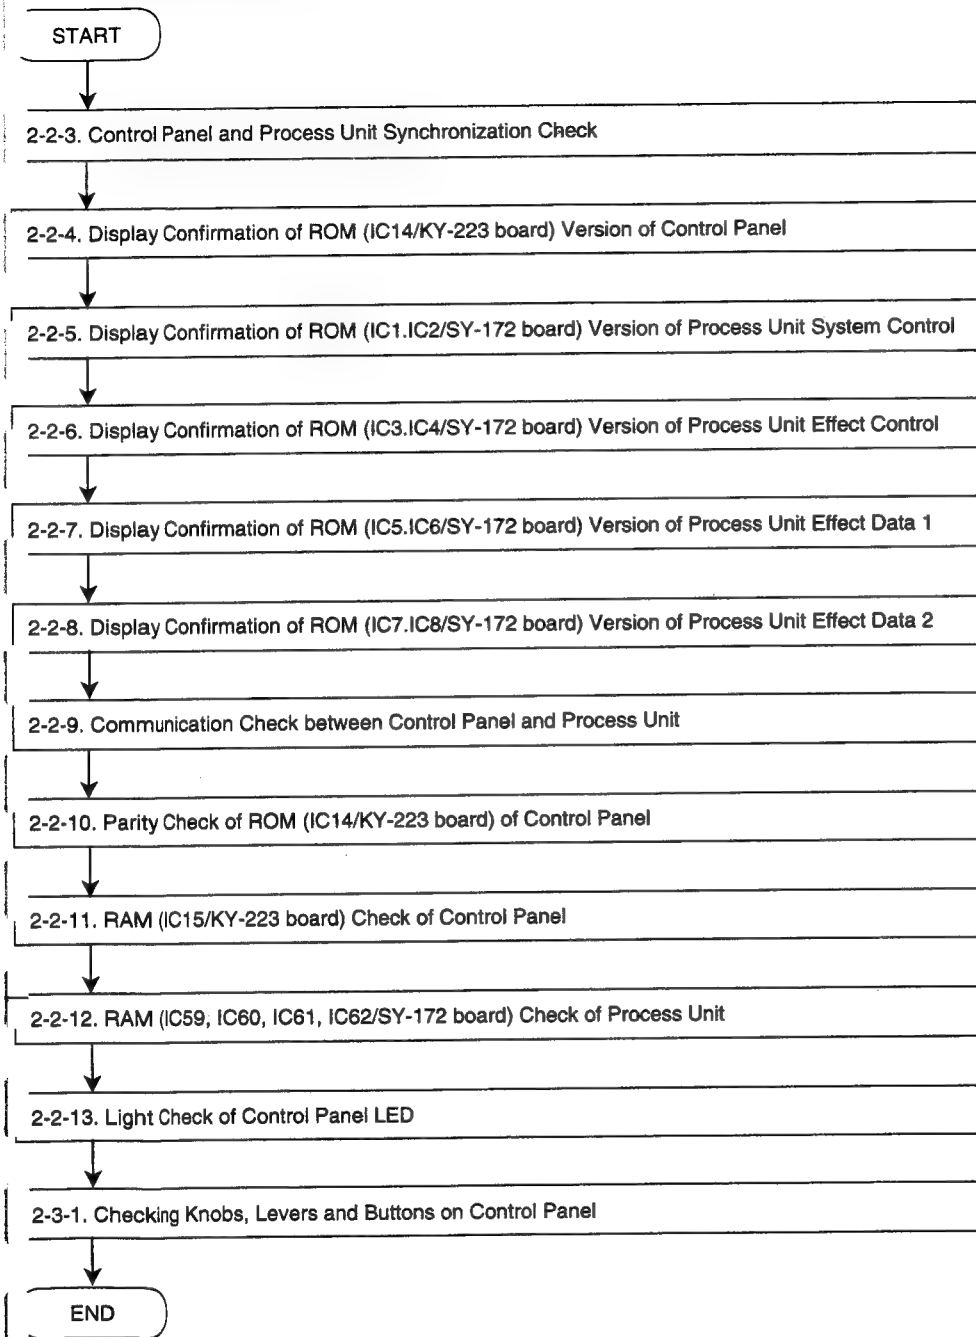 START
2-2-3. Control Panel and Process Unit Synchronization Check
2-2-4. Display Confirmation of ROM (IC14/KY-223 board) Version of Control Panel
2-2-5. Display Confirmation of ROM (IC1.IC2/SY-172 board) Version of Process Unit System Control
2-2-6. Display Confirmation of ROM (IC3.IC4/SY-172 board) Version of Process Unit Effect Control
2-2-7. Display Confirmation of ROM (IC5.IC6/SY-172 board) Version of Process Unit Effect Data 1
2-2-8. Display Confirmation of ROM (IC7.IC8/SY-172 board) Version of Process Unit Effect Data 2
2-2-9. Communication Check between Control Panel and Process Unit
2-2-10. Parity Check of ROM (IC14/KY-223 board) of Control Panel
2-2-11. RAM (IC15/KY-223 board) Check of Control Panel
2-2-12. RAM (IC59, IC60, IC61, IC62/SY-172 board) Check of Process Unit
2-2-13. Light Check of Control Panel LED
2-3-1. Checking Knobs, Levers and Buttons on Control Panel
END